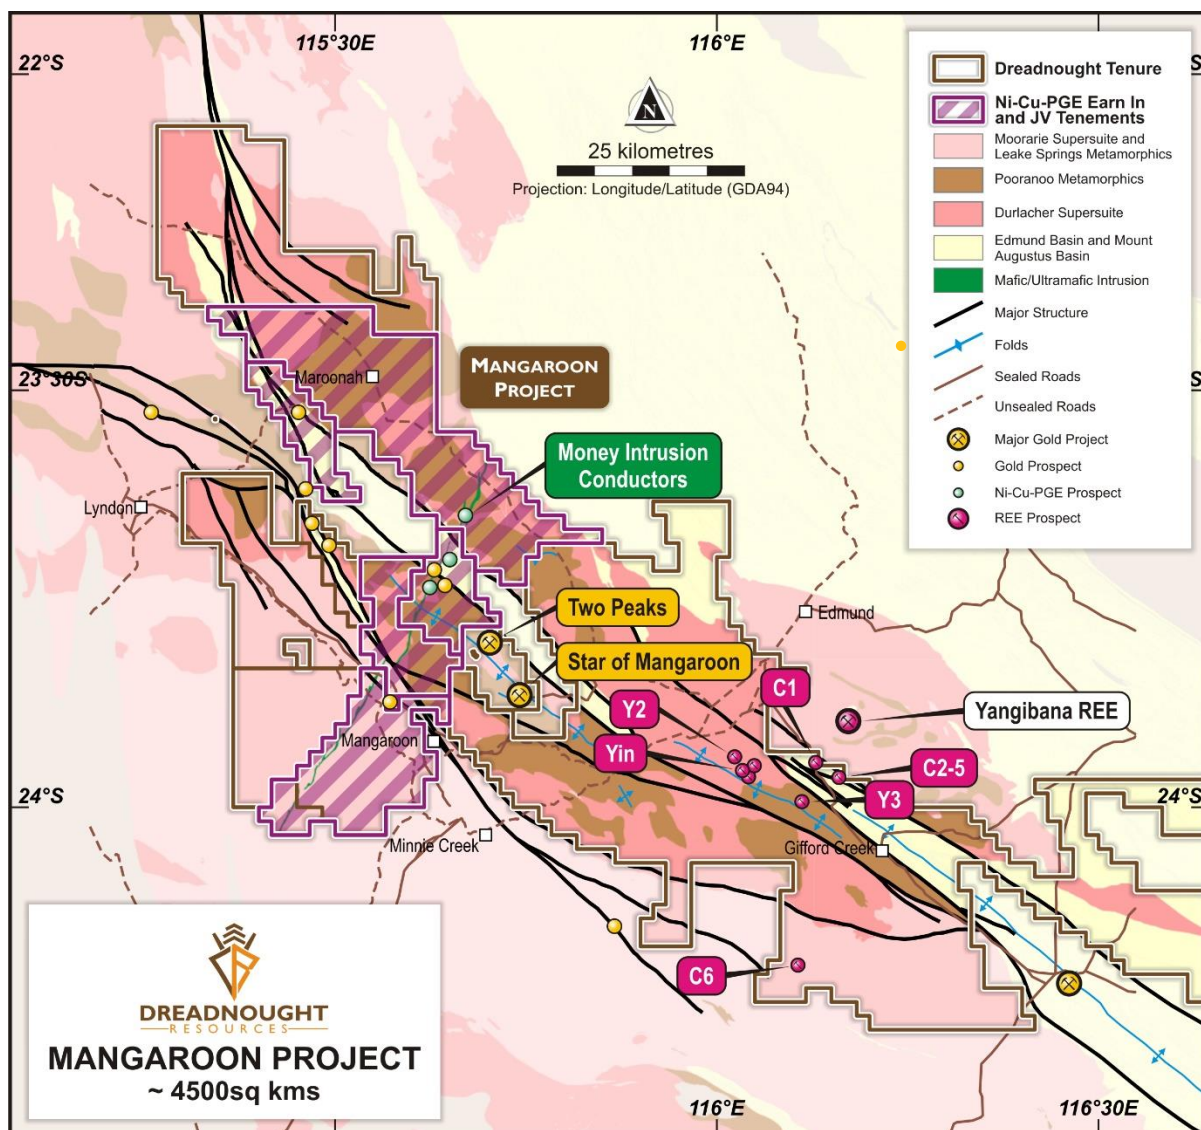 115°30'E
116°E
22°S
S
N
25 kilometres
Projection: Longitude/Latitude (GDA94)
Dreadnought Tenure
Ni-Cu-PGE Earn In
and JV Tenements
Moorarie Supersuite and
Leake Springs Metamorphics
Pooranoo Metamorphics
Durlacher Supersuite
Edmund Basin and Mount
Augustus Basin
Mafic/Ultramafic Intrusion
Major Structure
Folds
Sealed Roads
Unsealed Roads
Major Gold Project
Gold Prospect
Ni-Cu-PGE Prospect
REE Prospect
23°30'S
S
Maroonah
MANGAROON
PROJECT
Money Intrusion
Conductors
Lyndon
Two Peaks
Edmund
Star of Mangaroon
C1
Y2
Yangibana REE
Mangaroon
Yin
C2-5
Y3
24°S
24°S
Minnie Creek
Gifford Creek
C6
DREADNOUGHT
RESOURCES
MANGAROON PROJECT
~ 4500sq kms
116°E
116°30'E